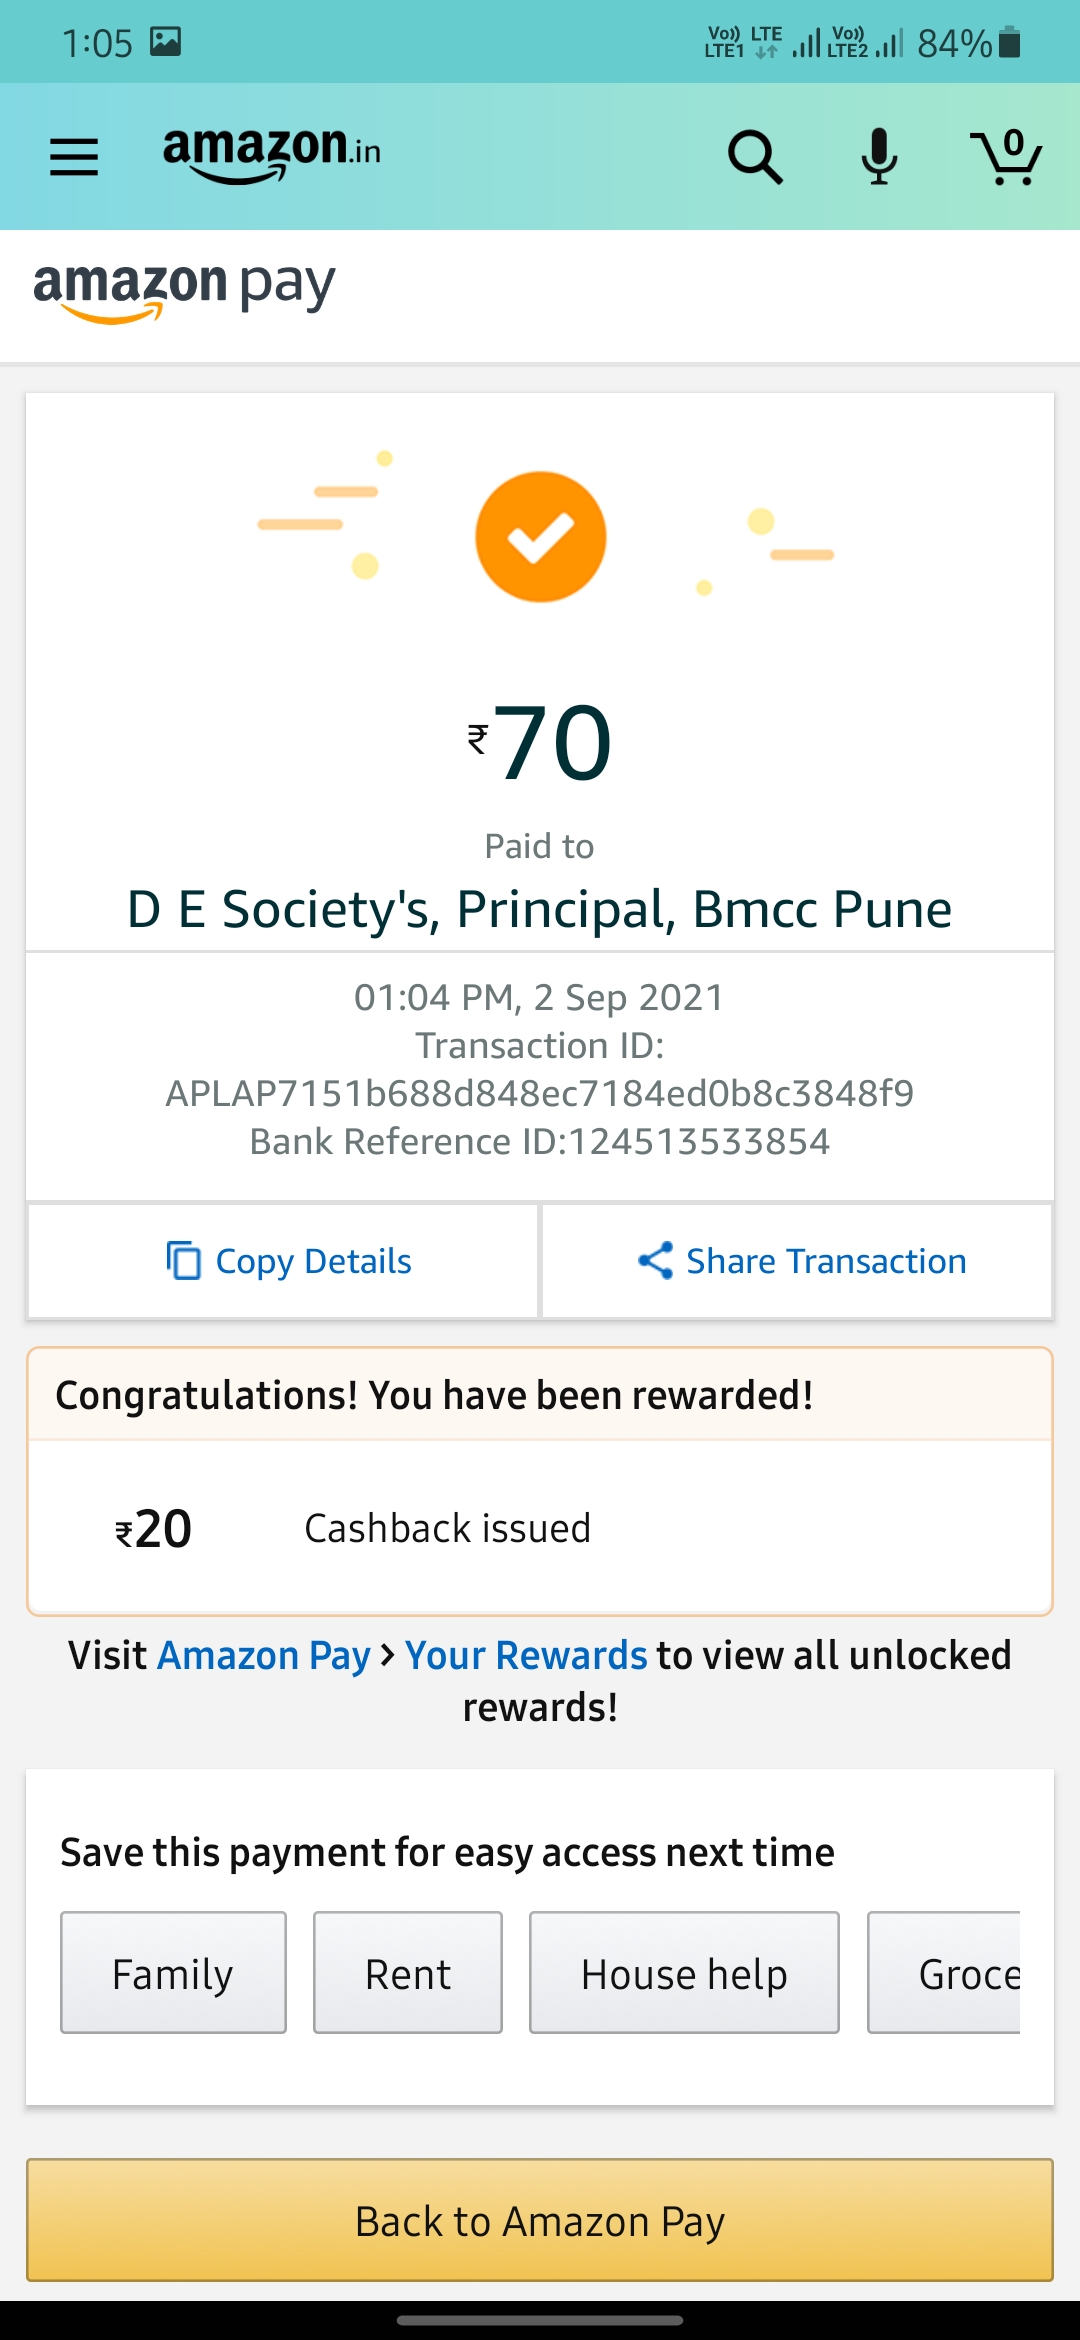 1:05
Vo)) LTE Vo)) 84%
LTE1 LTE2
amazon.in
0
amazon pay
₹70
Paid to
D E Society's, Principal, Bmcc Pune
01:04 PM, 2 Sep 2021
Transaction ID:
APLAP7151b688d848ec7184ed0b8c3848f9
Bank Reference ID:124513533854
Copy Details Share Transaction
Congratulations! You have been rewarded!
₹20 Cashback issued
Visit Amazon Pay > Your Rewards to view all unlocked
rewards!
Save this payment for easy access next time
Family Rent House help Groce
Back to Amazon Pay